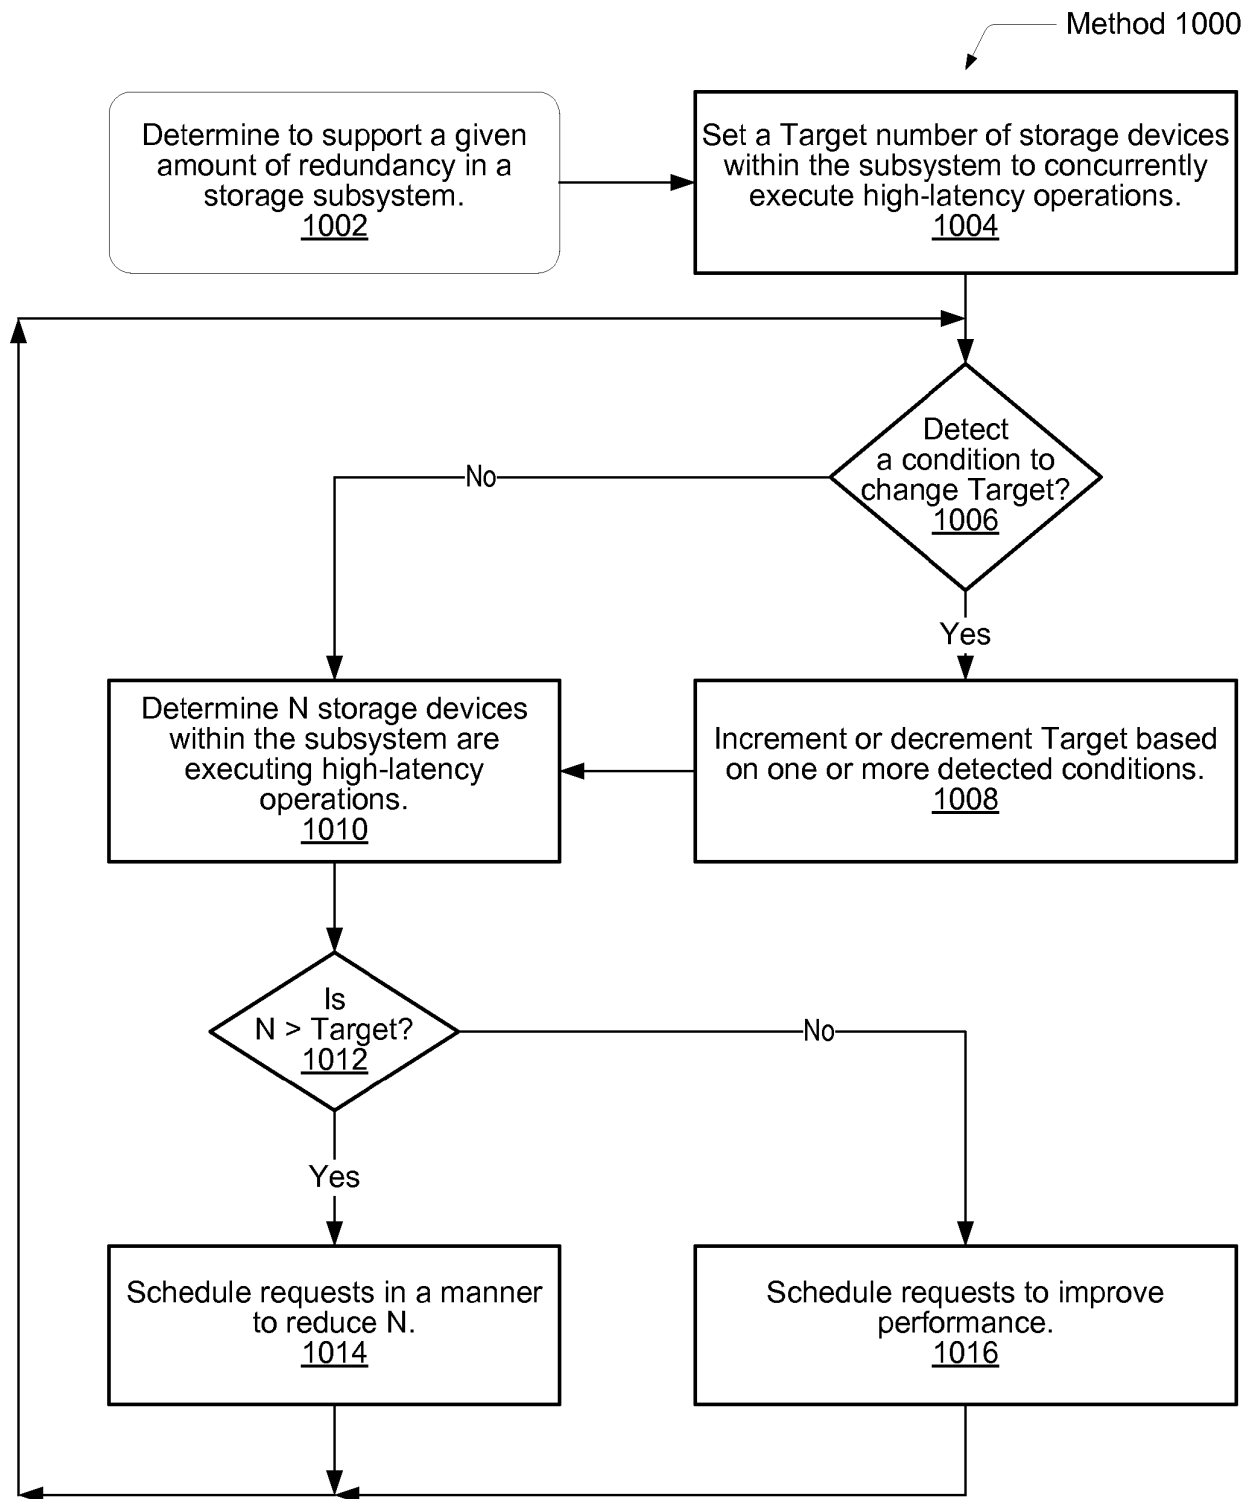 Method 1000
Determine to support a given
amount of redundancy in a
storage subsystem.
1002
Set a Target number of storage devices
within the subsystem to concurrently
execute high-latency operations.
1004
Detect
a condition to
change Target?
1006
No
Yes
Determine N storage devices
within the subsystem are
executing high-latency
operations.
1010
Increment or decrement Target based
on one or more detected conditions.
1008
Is
N > Target?
1012
No
Yes
Schedule requests in a manner
to reduce N.
1014
Schedule requests to improve
performance.
1016